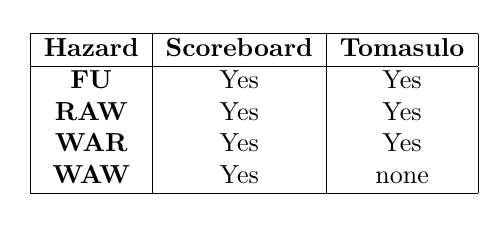 Hazard Scoreboard Tomasulo
FU Yes Yes
RAW Yes Yes
WAR Yes Yes
WAW Yes none